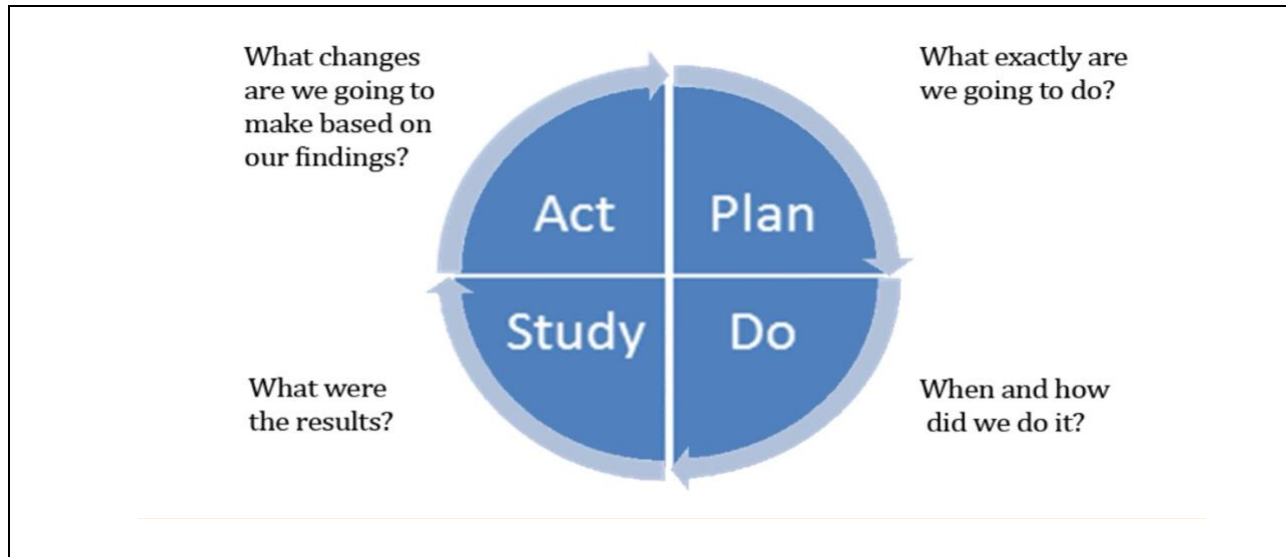 What changes
are we going to
make based on
our findings?
What exactly are
we going to do?
Act
Plan
Study
Do
What were
the results?
When and how
did we do it?